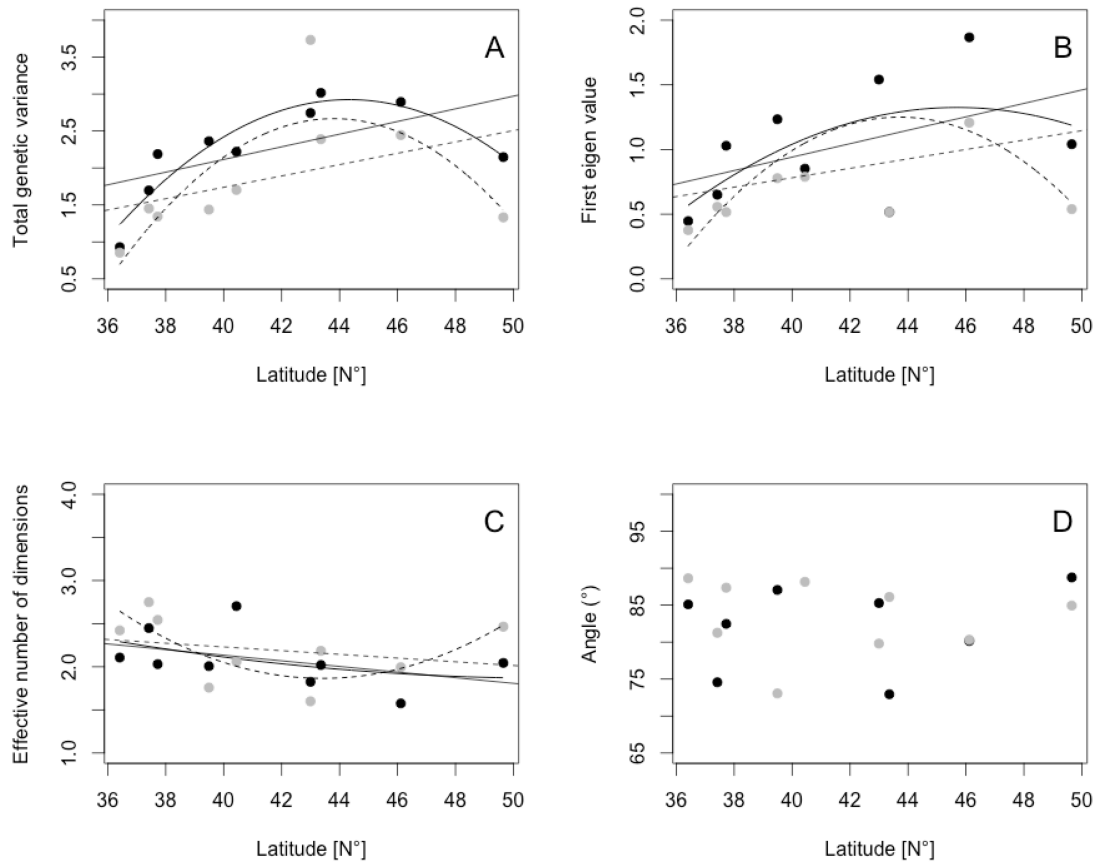 A
Total genetic variance
3.5
2.5
1.5
0.5
36 38 40 42 44 46 48 50
Latitude [N°]
B
First eigen value
2.0
1.5
1.0
0.5
0.0
36 38 40 42 44 46 48 50
Latitude [N°]
C
Effective number of dimensions
4.0
3.0
2.0
1.0
36 38 40 42 44 46 48 50
Latitude [N°]
D
Angle (°)
95
85
75
65
36 38 40 42 44 46 48 50
Latitude [N°]